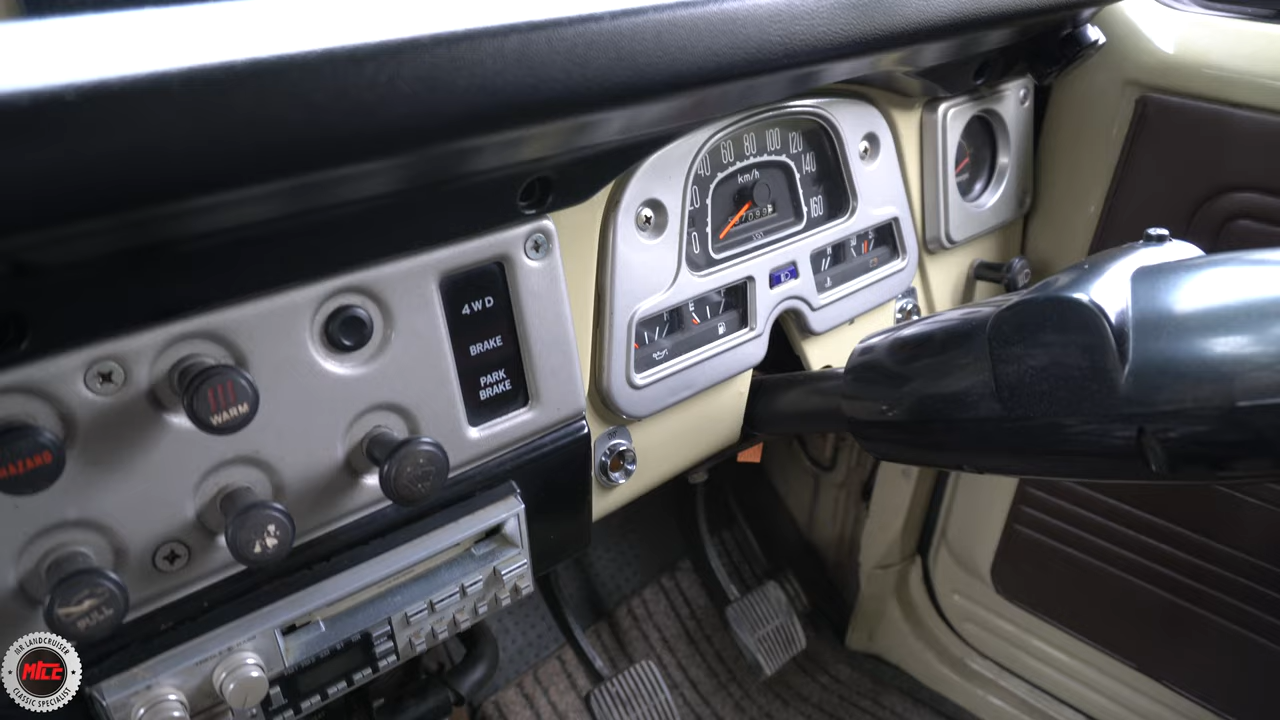 40 60 80 100 120
140
160
20
0
km/h
4WD
BRAKE
PARK
BRAKE
WARM
HAZARD
PULL
MR LANDCRUISER
MLCC
CLASSIC SPECIALIST